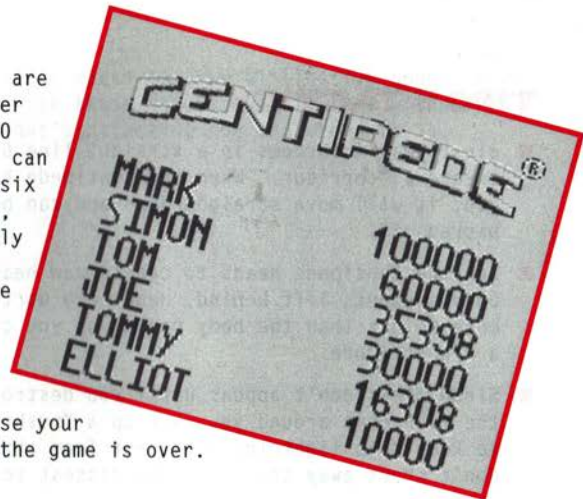 are
er
0
can
six
,
ly
e
se your
the game is over.
CENTIPEDE®
MARK 100000
SIMON 60000
TOM 35398
JOE 30000
TOMMY 16308
ELLIOT 10000